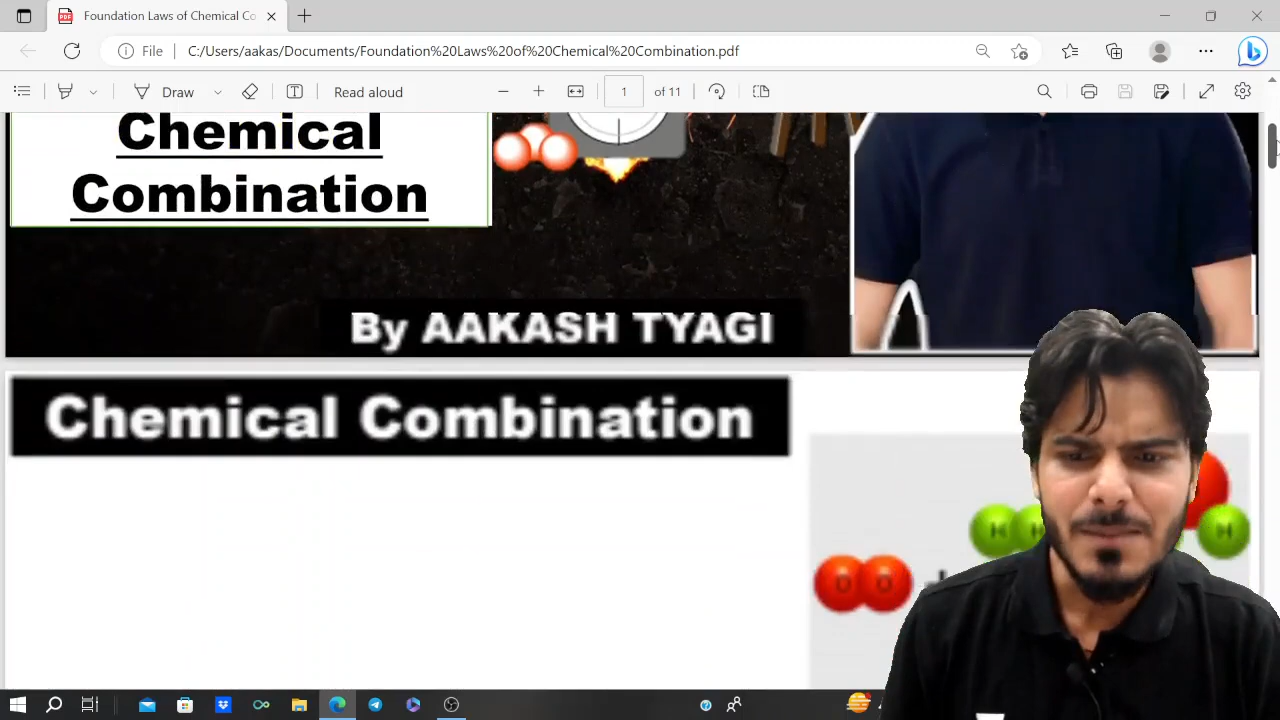 Foundation Laws of Chemical Co
File
C:/Users/aakas/Documents/Foundation%20Laws%20of%20Chemical%20Combination.pdf
Draw
Read aloud
1 of 11
Chemical
Combination
By AAKASH TYAGI
Chemical Combination
H
H
O O